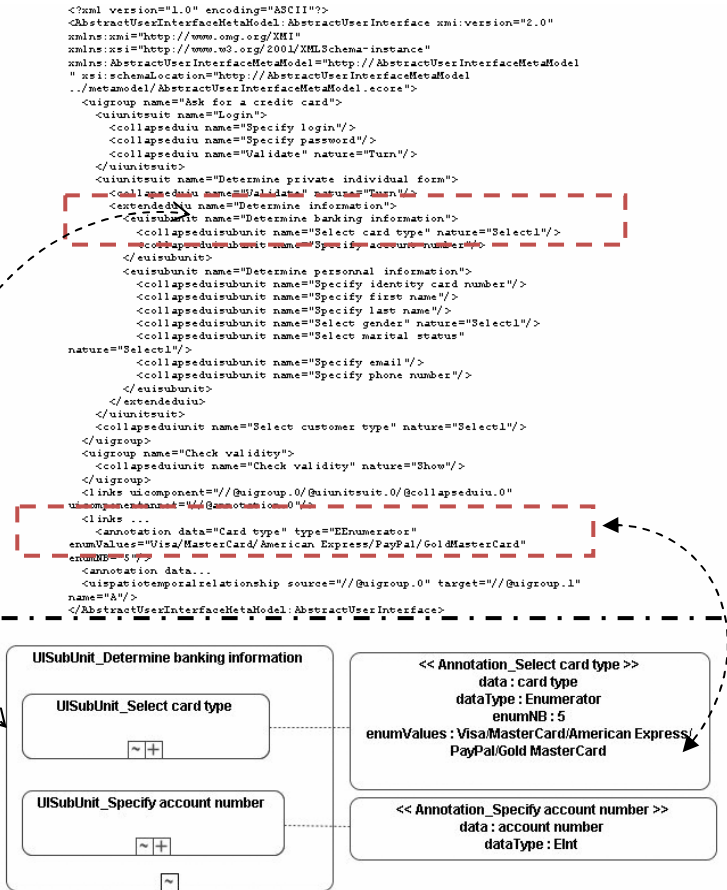 <?xml version="1.0" encoding="ASCII"?>
<AbstractUserInterfaceMetaModel:AbstractUserInterface xmi:version="2.0"
xmlns:xmi="http://www.omg.org/XMI"
xmlns:xsi="http://www.w3.org/2001/XMLSchema-instance"
xmlns:AbstractUserInterfaceMetaModel="http://AbstractUserInterfaceMetaModel
" xsi:schemaLocation="http://AbstractUserInterfaceMetaModel
../metamodel/AbstractUserInterfaceMetaModel.ecore">
<uigroup name="Ask for a credit card">
<uiunitsuit name="Login">
<collapseduiu name="Specify login"/>
<collapseduiu name="Specify password"/>
<collapseduiu name="Validate" nature="Turn"/>
</uiunitsuit>
<uiunitsuit name="Determine private individual form">
<collapseduiu name="Validate" nature="Turn"/>
<extendeduiu name="Determine information">
<euisubunit name="Determine banking information">
<collapseduisubunit name="Select card type" nature="Select1"/>
<collapseduisubunit name="Specify account number"/>
</euisubunit>
<euisubunit name="Determine personnal information">
<collapseduisubunit name="Specify identity card number"/>
<collapseduisubunit name="Specify first name"/>
<collapseduisubunit name="Specify last name"/>
<collapseduisubunit name="Select gender" nature="Select1"/>
<collapseduisubunit name="Select marital status"
nature="Select1"/>
<collapseduisubunit name="Specify email"/>
<collapseduisubunit name="Specify phone number"/>
</euisubunit>
</extendeduiu>
</uiunitsuit>
<collapseduiunit name="Select customer type" nature="Select1"/>
</uigroup>
<uigroup name="Check validity">
<collapseduiunit name="Check validity" nature="Show"/>
</uigroup>
<links uicomponent="//@uigroup.0/@uiunitsuit.0/@collapseduiu.0"
uicomponentannot="//@annotation.0"/>
<links ...
<annotation data="Card type" type="EEnumerator"
enumValues="Visa/MasterCard/American Express/PayPal/GoldMasterCard"
enumNB="5"/>
<annotation data...
<uispatiotemporalrelationship source="//@uigroup.0" target="//@uigroup.1"
name="A"/>
</AbstractUserInterfaceMetaModel:AbstractUserInterface>
UISubUnit_Determine banking information
UISubUnit_Select card type
~ +
UISubUnit_Specify account number
~ +
~
<< Annotation_Select card type >>
data : card type
dataType : Enumerator
enumNB : 5
enumValues : Visa/MasterCard/American Express/
PayPal/Gold MasterCard
<< Annotation_Specify account number >>
data : account number
dataType : EInt